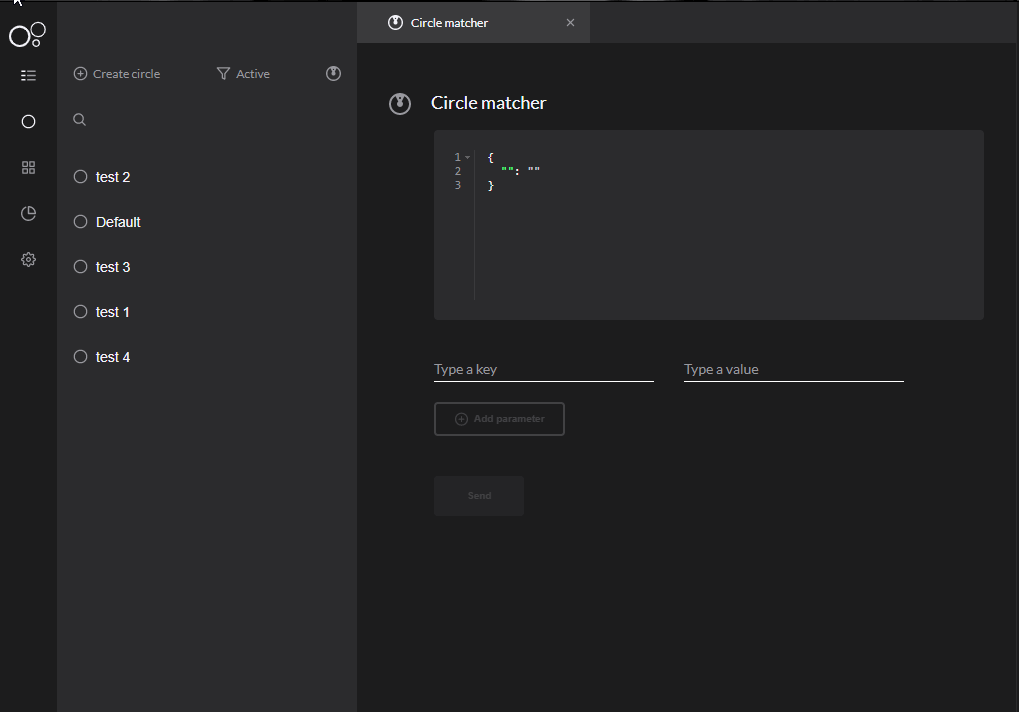 Circle matcher
Create circle
Active
test 2
Default
test 3
test 1
test 4
Circle matcher
1 {
2 "": ""
3 }
Type a key
Type a value
Add parameter
Send